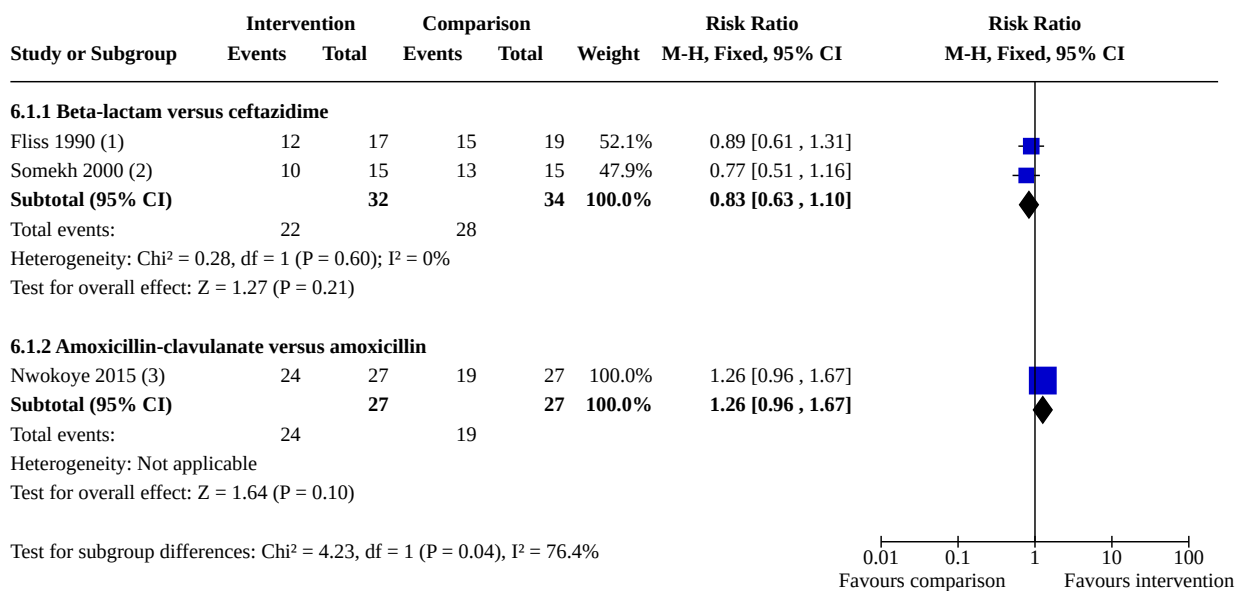 Intervention Comparison Risk Ratio Risk Ratio
Study or Subgroup Events Total Events Total Weight M-H, Fixed, 95% CI M-H, Fixed, 95% CI
6.1.1 Beta-lactam versus ceftazidime
Fliss 1990 (1) 12 17 15 19 52.1% 0.89 [0.61 , 1.31]
Somekh 2000 (2) 10 15 13 15 47.9% 0.77 [0.51 , 1.16]
Subtotal (95% CI) 32 34 100.0% 0.83 [0.63 , 1.10]
Total events: 22 28
Heterogeneity: Chi² = 0.28, df = 1 (P = 0.60); I² = 0%
Test for overall effect: Z = 1.27 (P = 0.21)
6.1.2 Amoxicillin-clavulanate versus amoxicillin
Nwokoye 2015 (3) 24 27 19 27 100.0% 1.26 [0.96 , 1.67]
Subtotal (95% CI) 27 27 100.0% 1.26 [0.96 , 1.67]
Total events: 24 19
Heterogeneity: Not applicable
Test for overall effect: Z = 1.64 (P = 0.10)
Test for subgroup differences: Chi² = 4.23, df = 1 (P = 0.04), I² = 76.4%
0.01 0.1 1 10 100
Favours comparison Favours intervention